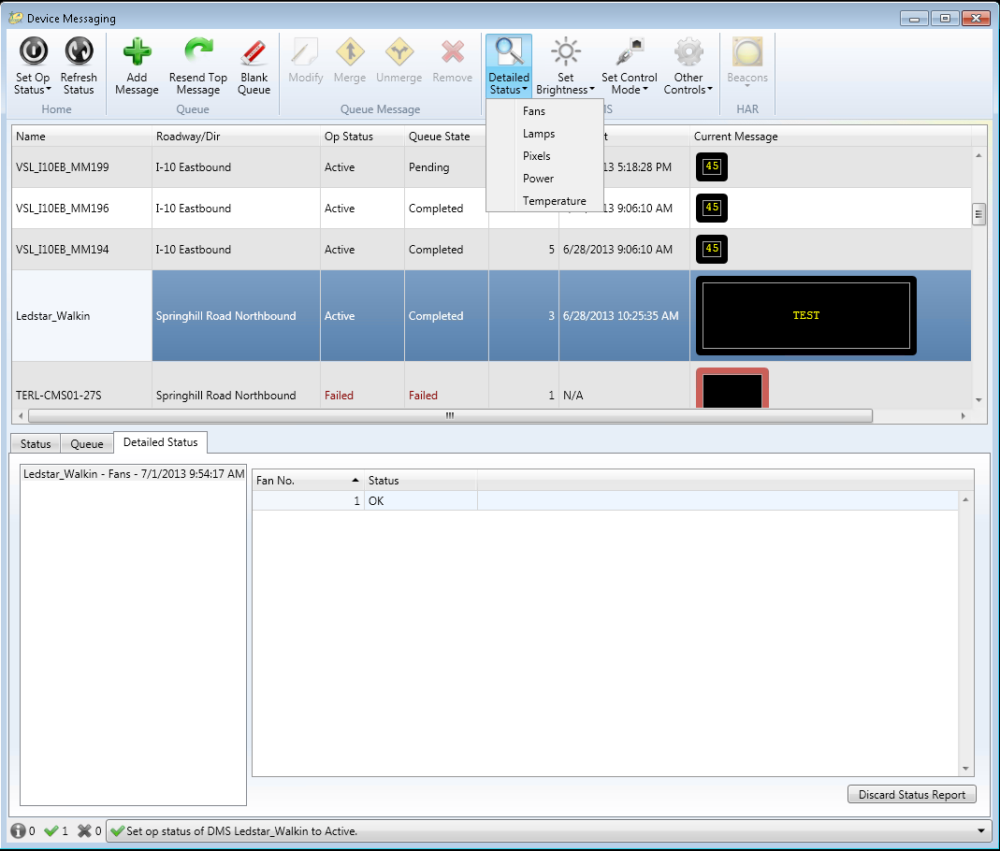 Device Messaging
Set Op Status
Refresh Status
Add Message
Resend Top Message
Blank Queue
Modify
Merge
Unmerge
Remove
Detailed Status
Set Brightness
Set Control Mode
Other Controls
Beacons
Home
Queue
Queue Message
HAR
Fans
Lamps
Pixels
Power
Temperature
Name Roadway/Dir Op Status Queue State Current Message
VSL_I10EB_MM199 I-10 Eastbound Active Pending 13 5:18:28 PM 45
VSL_I10EB_MM196 I-10 Eastbound Active Completed 13 9:06:10 AM 45
VSL_I10EB_MM194 I-10 Eastbound Active Completed 5 6/28/2013 9:06:10 AM 45
Ledstar_Walkin Springhill Road Northbound Active Completed 3 6/28/2013 10:25:35 AM TEST
TERL-CMS01-27S Springhill Road Northbound Failed Failed 1 N/A
Status Queue Detailed Status
Ledstar_Walkin - Fans - 7/1/2013 9:54:17 AM
Fan No. Status
1 OK
Discard Status Report
0 1 0 Set op status of DMS Ledstar_Walkin to Active.